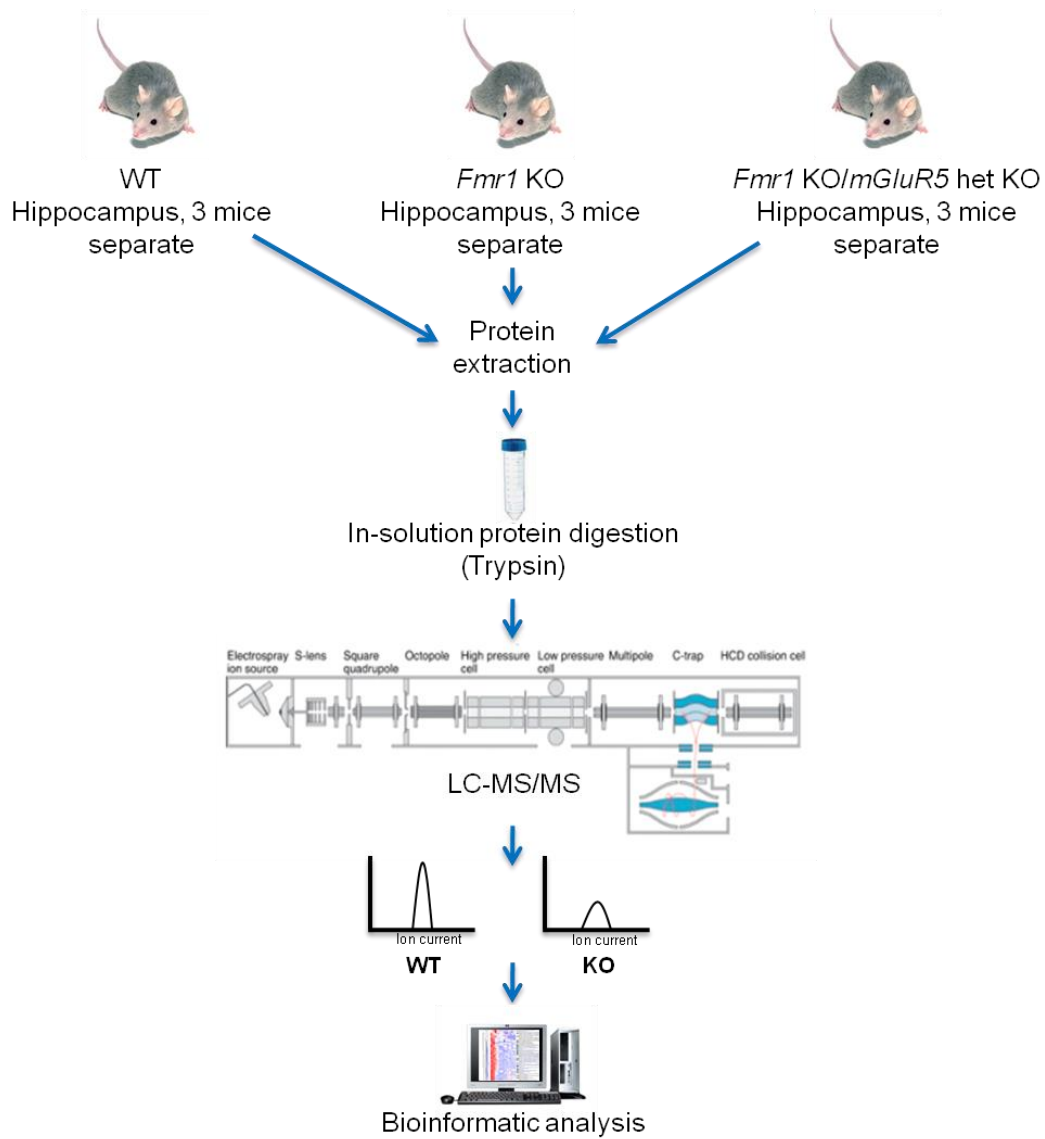 WT
Hippocampus, 3 mice
separate
Fmr1 KO
Hippocampus, 3 mice
separate
Fmr1 KO/mGluR5 het KO
Hippocampus, 3 mice
separate
Protein
extraction
In-solution protein digestion
(Trypsin)
Electrospray
ion source
S-lens
Square
quadrupole
Octopole
High pressure
cell
Low pressure
cell
Multipole
C-trap
HCD collision cell
LC-MS/MS
Ion current
WT
Ion current
KO
Bioinformatic analysis